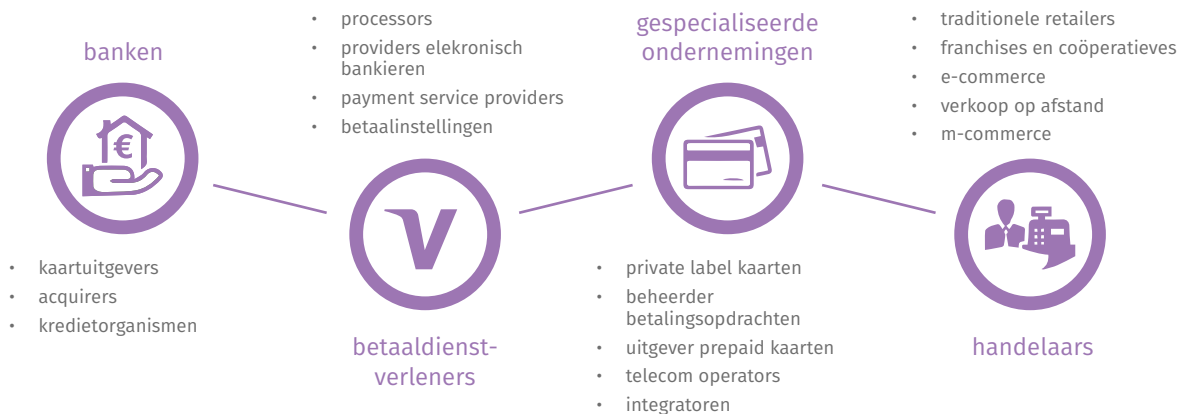 banken
• kaartuitgevers
• acquirers
• kredietorganismen
• processors
• providers elekronisch
bankieren
• payment service providers
• betaalinstellingen
V
betaaldienst-
verleners
gespecialiseerde
ondernemingen
€
• private label kaarten
• beheerder
betalingsopdrachten
• uitgever prepaid kaarten
• telecom operators
• integratoren
• traditionele retailers
• franchises en coöperatieves
• e-commerce
• verkoop op afstand
• m-commerce
handelaars